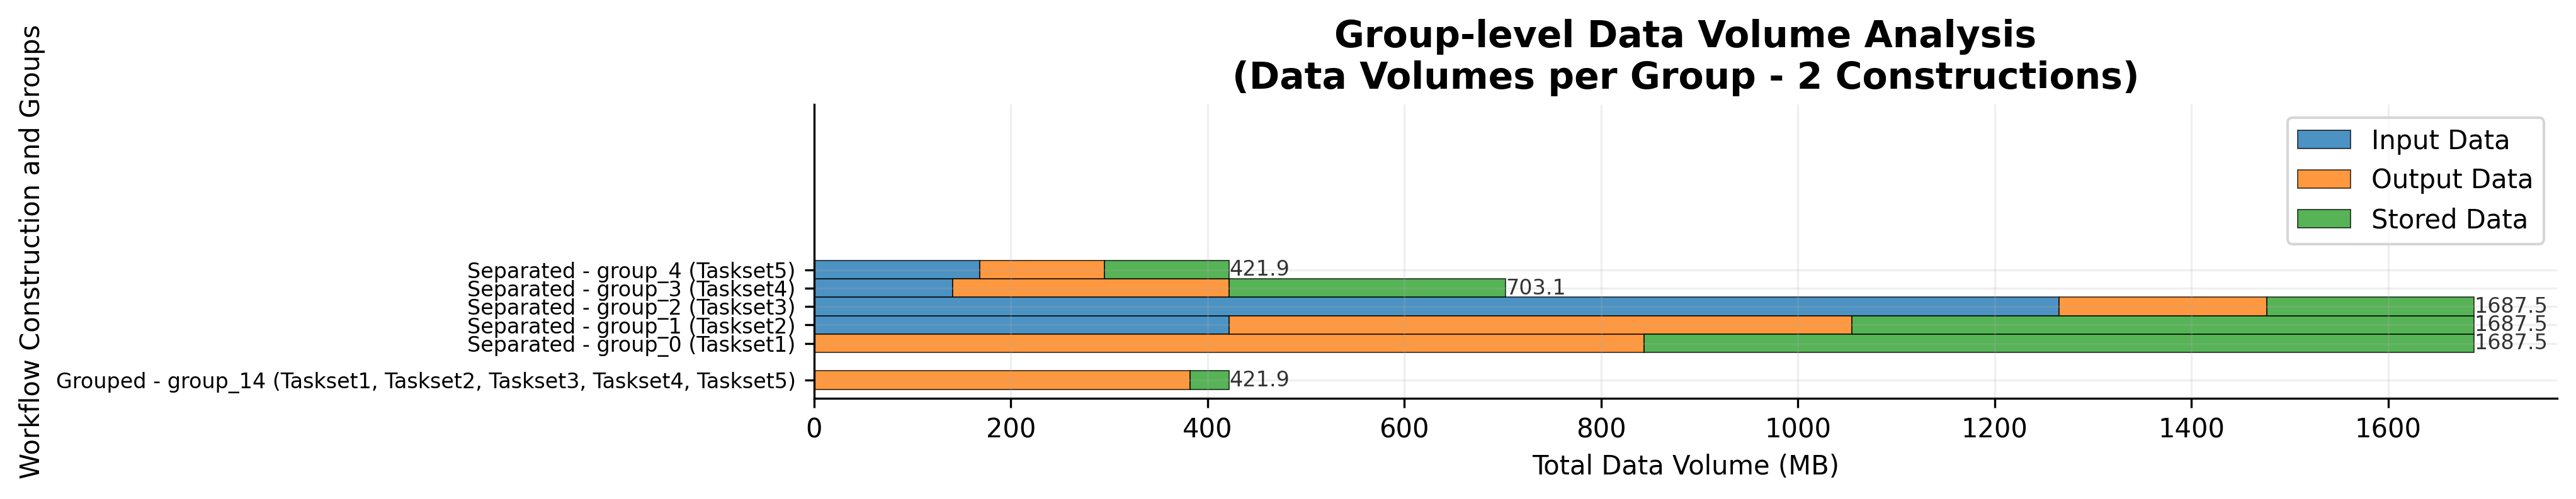 Group-level Data Volume Analysis
(Data Volumes per Group - 2 Constructions)
Workflow Construction and Groups
Input Data
Output Data
Stored Data
Separated - group_4 (Taskset5)
421.9
Separated - group_3 (Taskset4)
703.1
Separated - group_2 (Taskset3)
1687.5
Separated - group_1 (Taskset2)
1687.5
Separated - group_0 (Taskset1)
1687.5
Grouped - group_14 (Taskset1, Taskset2, Taskset3, Taskset4, Taskset5)
421.9
0 200 400 600 800 1000 1200 1400 1600
Total Data Volume (MB)